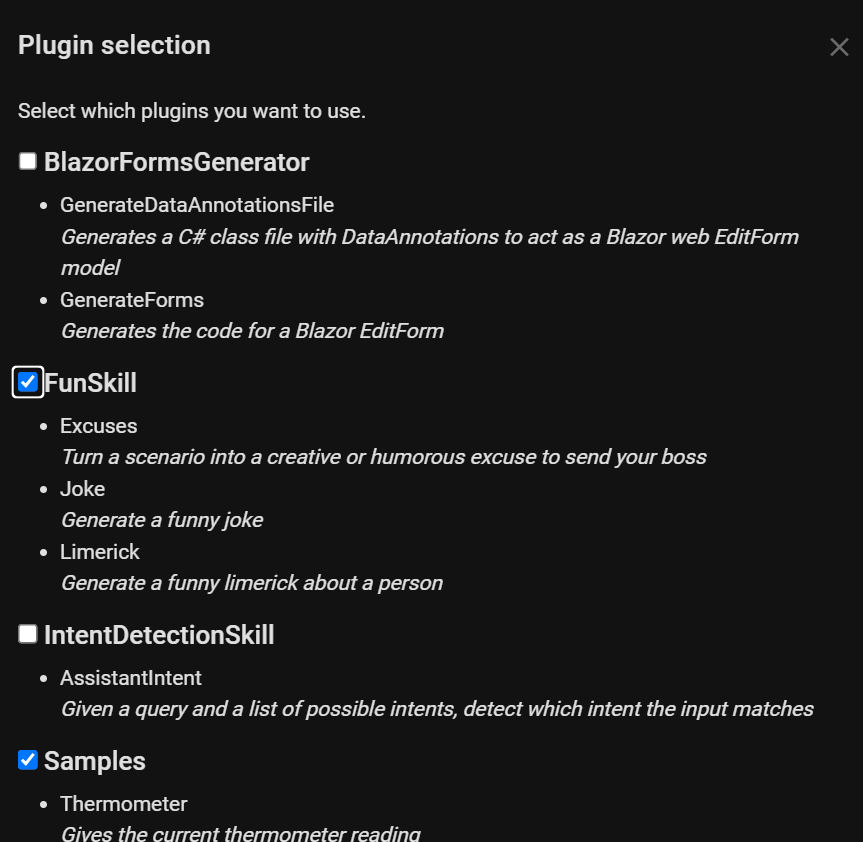 Plugin selection
Select which plugins you want to use.
BlazorFormsGenerator
GenerateDataAnnotationsFile
Generates a C# class file with DataAnnotations to act as a Blazor web EditForm
model
GenerateForms
Generates the code for a Blazor EditForm
FunSkill
Excuses
Turn a scenario into a creative or humorous excuse to send your boss
Joke
Generate a funny joke
Limerick
Generate a funny limerick about a person
IntentDetectionSkill
AssistantIntent
Given a query and a list of possible intents, detect which intent the input matches
Samples
Thermometer
Gives the current thermometer reading